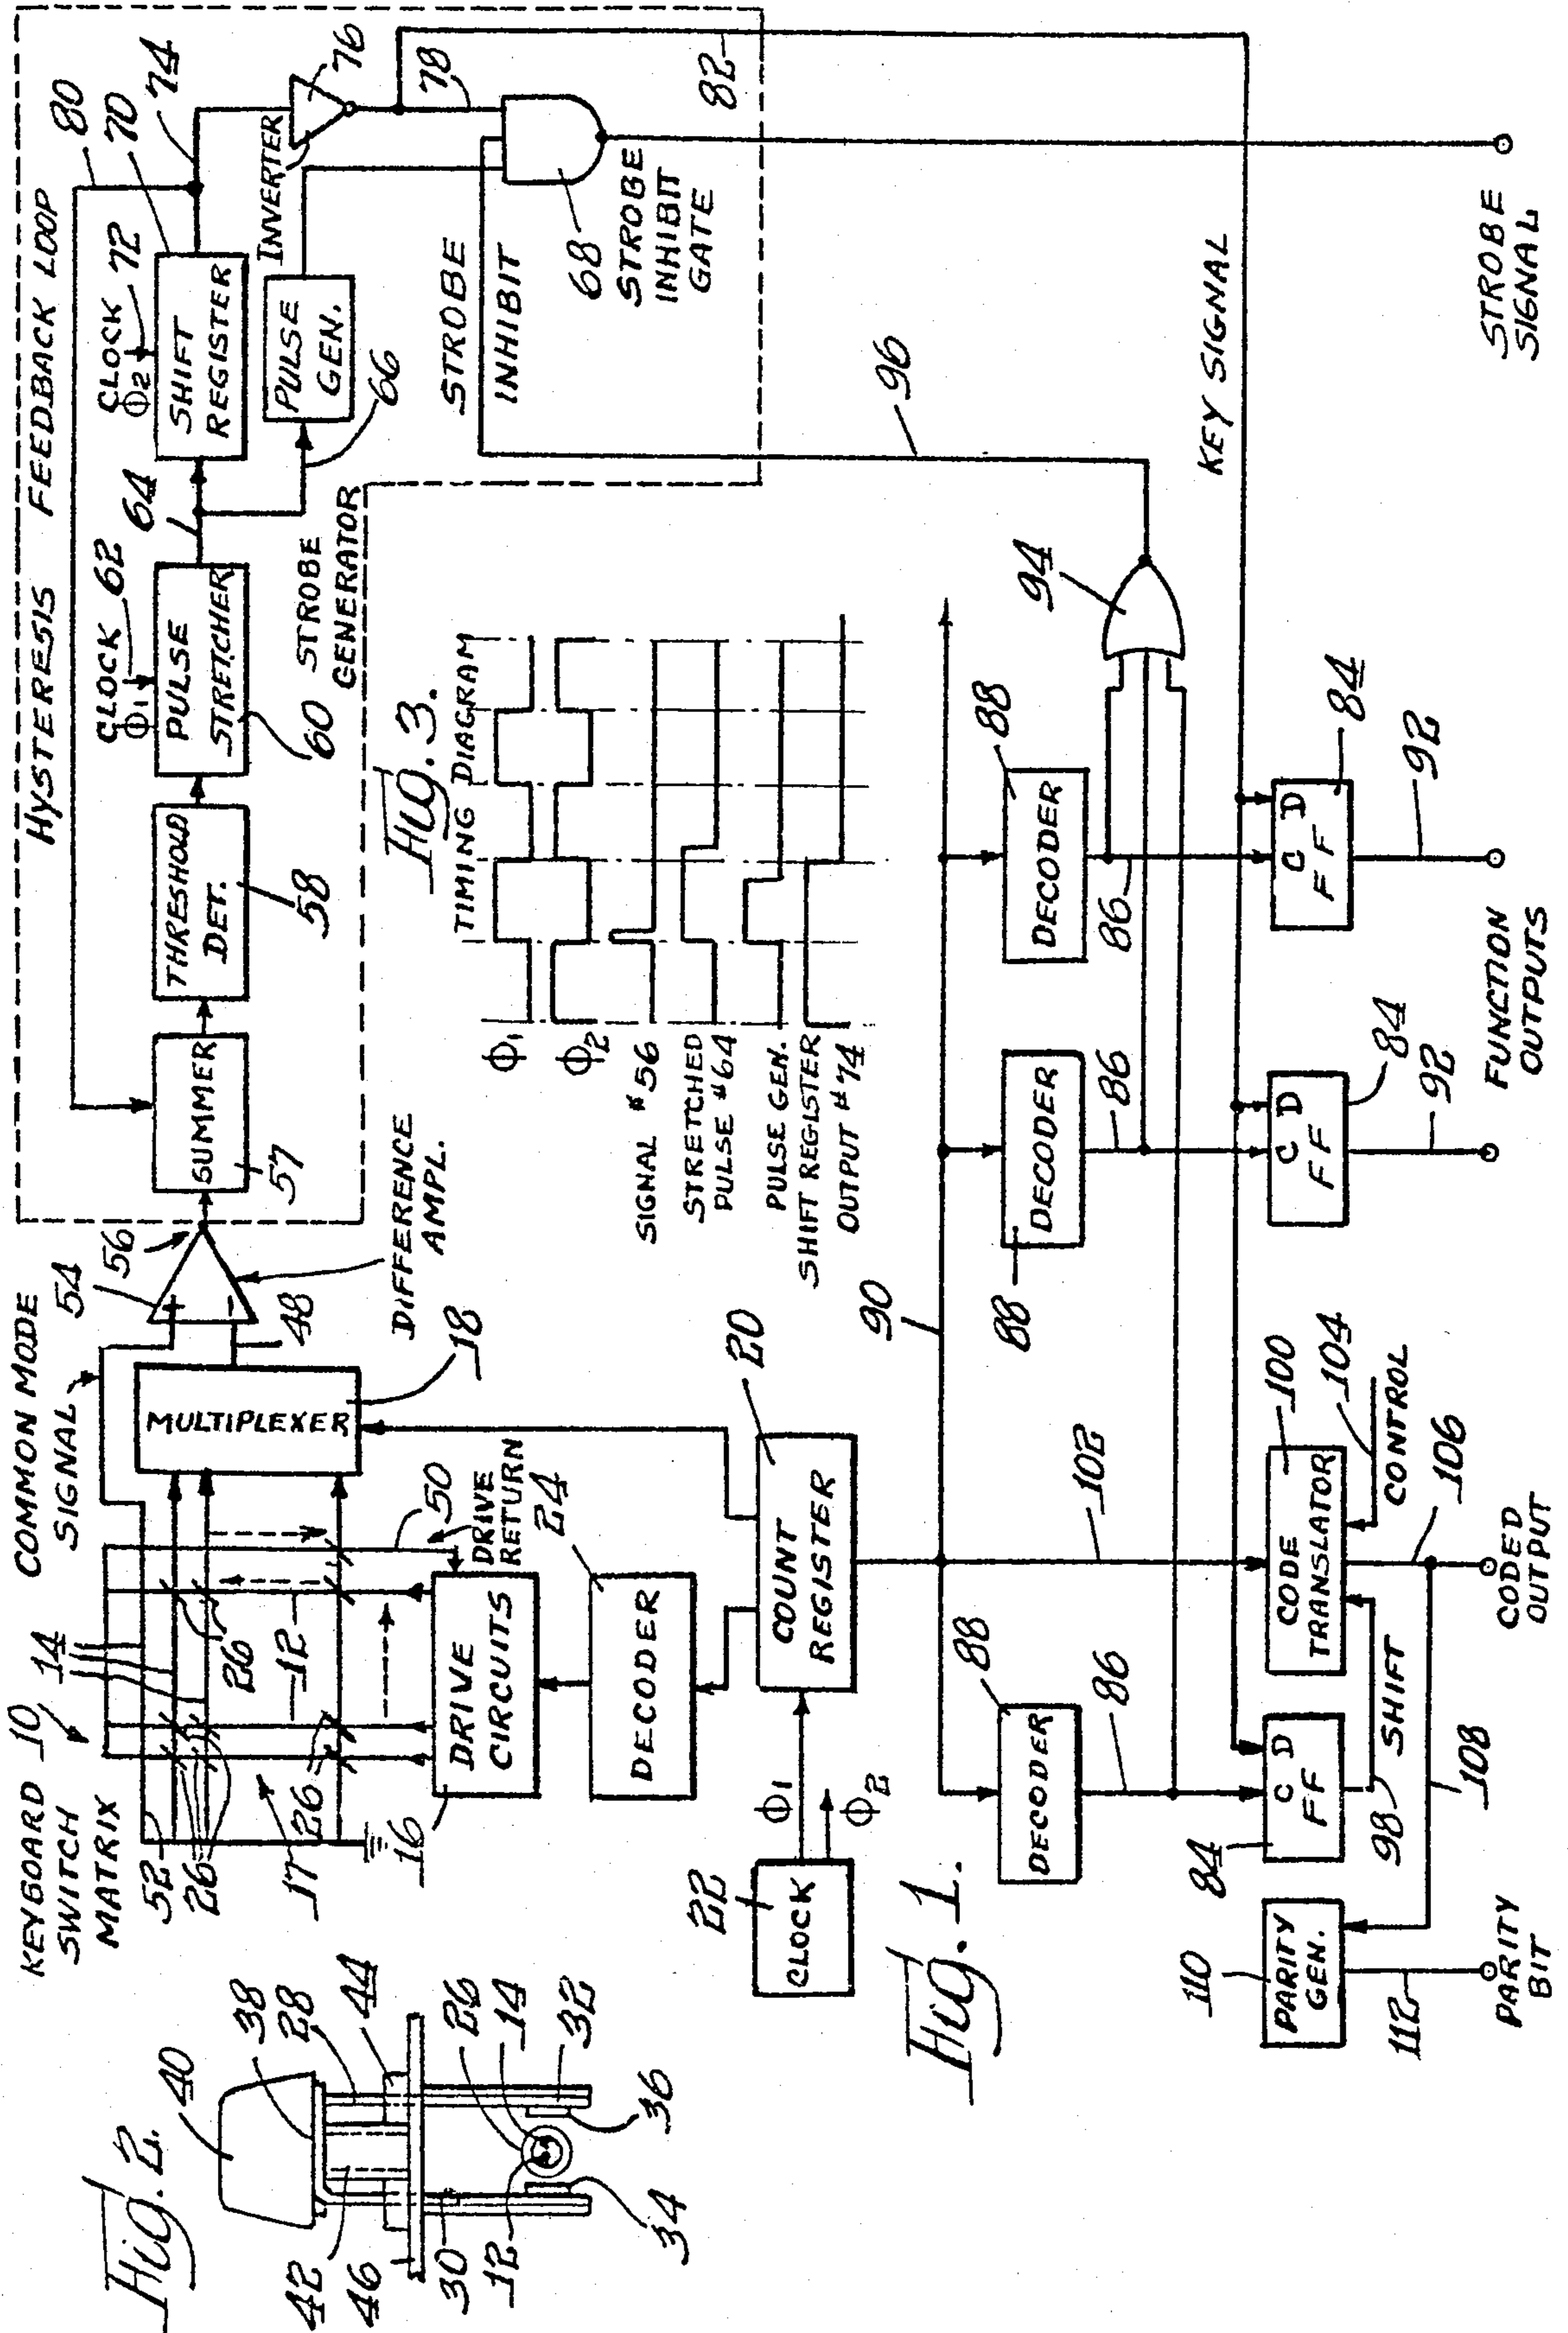 Fig. 2.
40
38
28
44
42
46
30
12
26
14
32
36
34
KEYBOARD 10
SWITCH
MATRIX
14
COMMON MODE
SIGNAL
52
26
17
26
12
26
MULTIPLEXER
18
54
56
48
DIFFERENCE
AMPL.
50
DRIVE
RETURN
16
DRIVE
CIRCUITS
24
DECODER
20
COUNT
REGISTER
22
CLOCK
Φ1
Φ2
HYSTERESIS FEEDBACK LOOP
80
SUMMER
57
THRESHOLD
DET.
58
CLOCK
Φ1
62
PULSE
STRETCHER
60
64
CLOCK
Φ2
72
SHIFT
REGISTER
70
74
STROBE
GENERATOR
66
PULSE
GEN.
INVERTER
76
78
82
STROBE
INHIBIT
68
STROBE
INHIBIT
GATE
Fig. 3.
TIMING DIAGRAM
Φ1
Φ2
SIGNAL #56
STRETCHED
PULSE #64
PULSE GEN.
SHIFT REGISTER
OUTPUT #74
Fig. 1.
90
88
DECODER
86
88
DECODER
86
88
DECODER
86
94
96
KEY SIGNAL
102
110
PARITY
GEN.
112
PARITY
BIT
84
C D
FF
98
SHIFT
108
100
CODE
TRANSLATOR
104
CONTROL
106
CODED
OUTPUT
C D
FF
84
92
C D
FF
84
92
FUNCTION
OUTPUTS
STROBE
SIGNAL